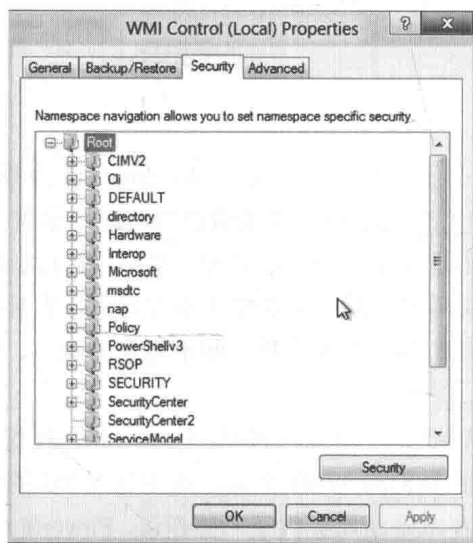 WMI Control (Local) Properties
General Backup/Restore Security Advanced
Namespace navigation allows you to set namespace specific security.
Root
CIMV2
Cli
DEFAULT
directory
Hardware
Interop
Microsoft
msdtc
nap
Policy
PowerShellv3
RSOP
SECURITY
SecurityCenter
SecurityCenter2
ServiceModel
Security
OK Cancel Apply